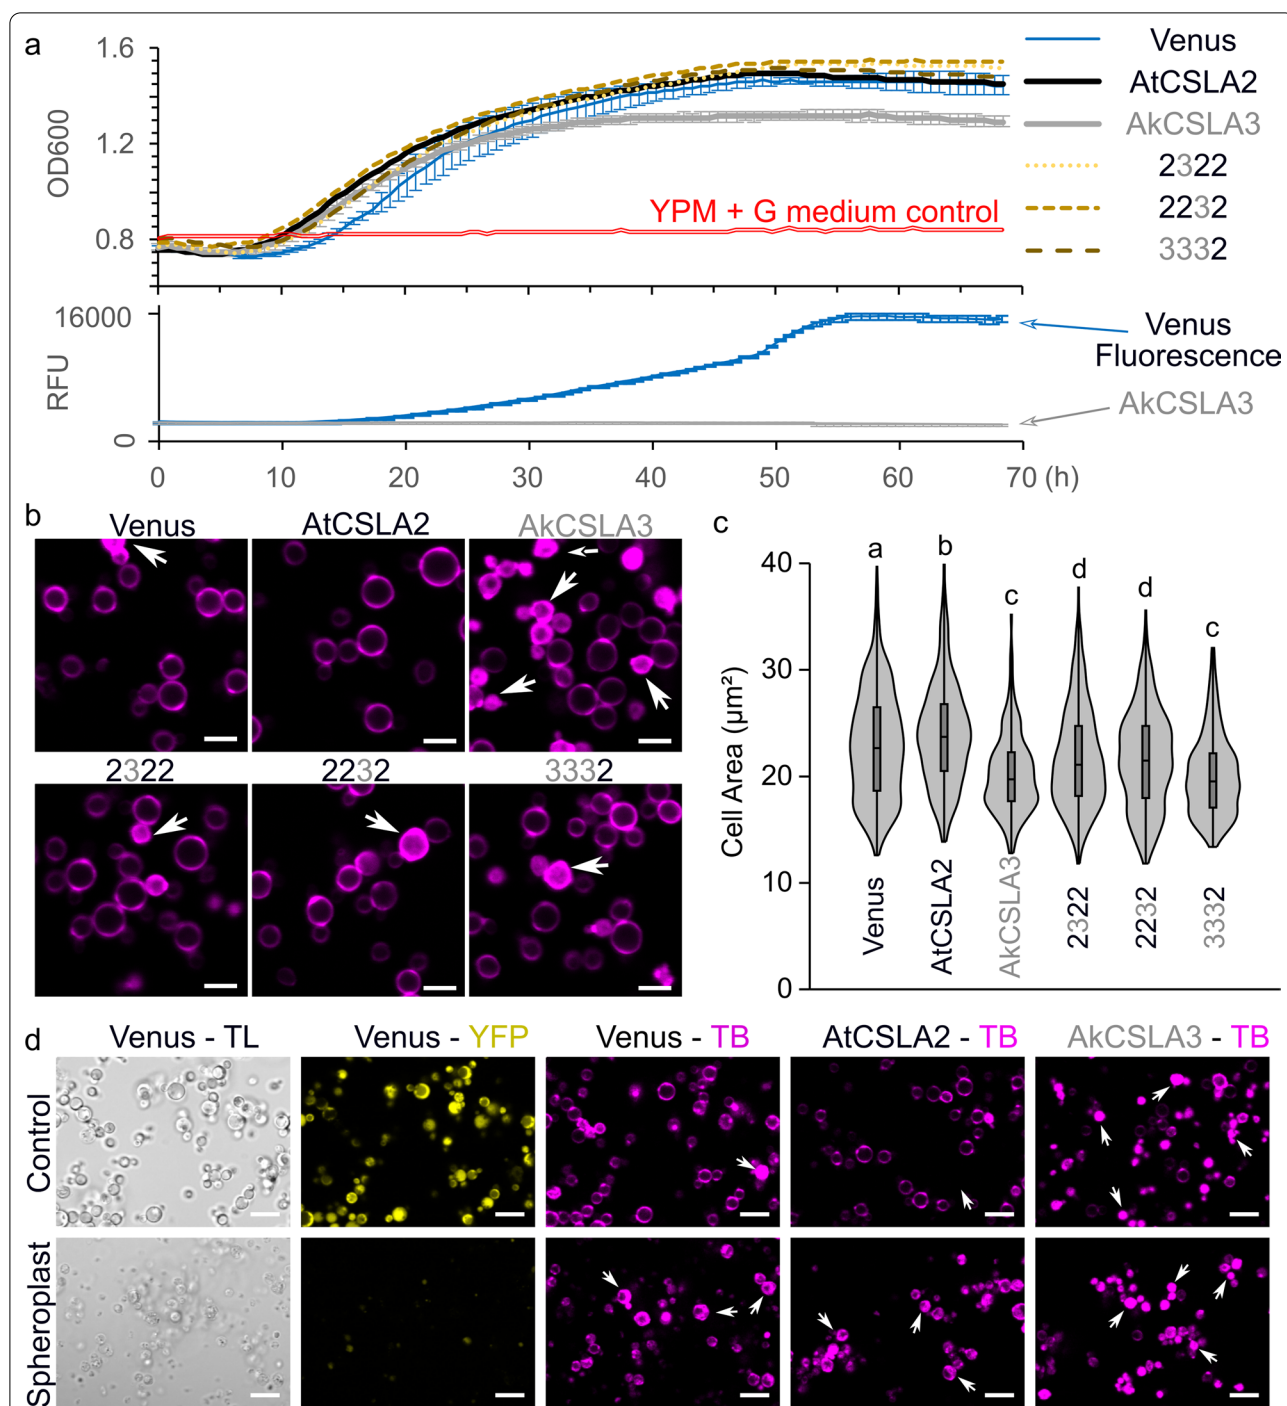 a
1.6
1.2
0.8
OD600
Venus
AtCSLA2
AkCSLA3
2322
2232
3332
YPM + G medium control
16000
0
RFU
Venus
Fluorescence
AkCSLA3
0 10 20 30 40 50 60 70 (h)
b
Venus AtCSLA2 AkCSLA3
2322 2232 3332
c
a b c d d c
40
30
20
10
0
Cell Area (µm²)
Venus
AtCSLA2
AkCSLA3
2322
2232
3332
d
Venus - TL Venus - YFP Venus - TB AtCSLA2 - TB AkCSLA3 - TB
Control
Spheroplast